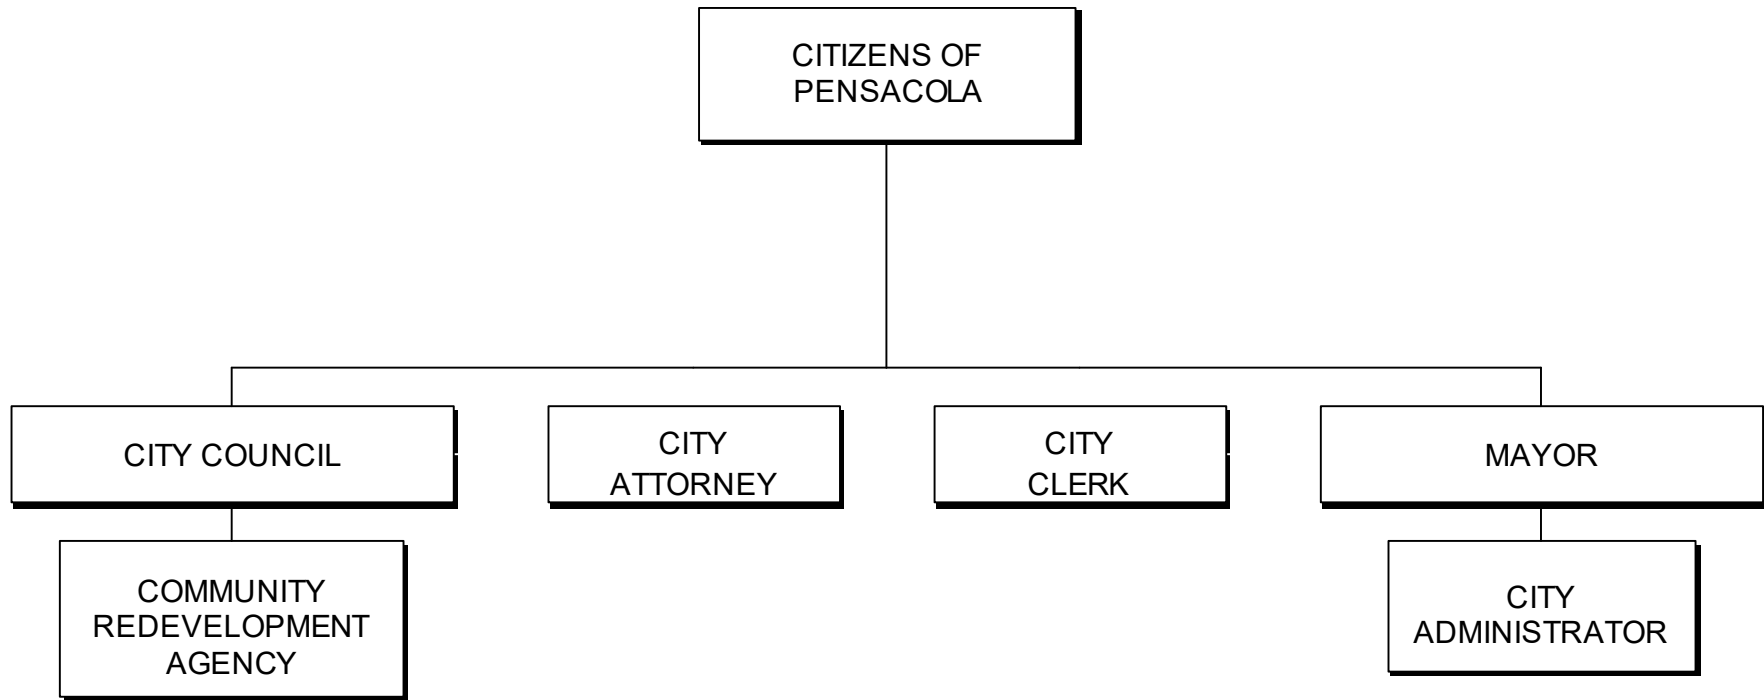 CITIZENS OF
PENSACOLA
CITY COUNCIL
CITY
ATTORNEY
CITY
CLERK
MAYOR
COMMUNITY
REDEVELOPMENT
AGENCY
CITY
ADMINISTRATOR